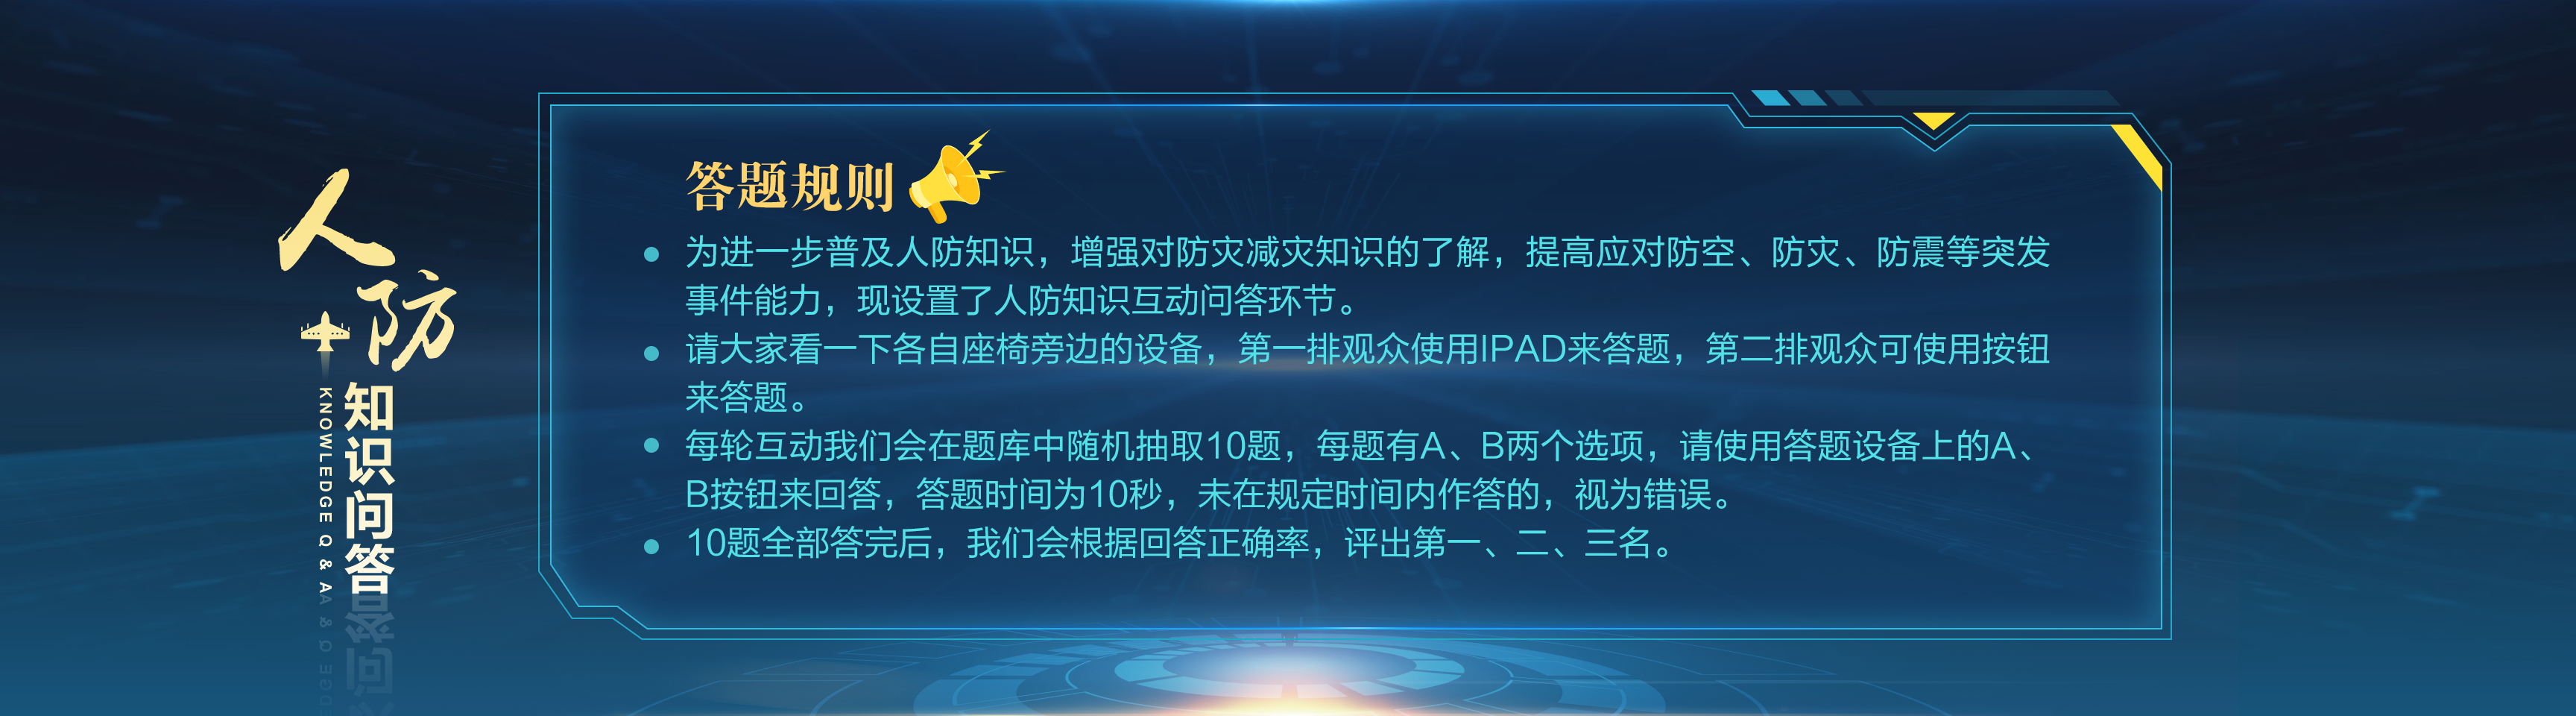 人防
知识问答
KNOWLEDGE Q & A
答题规则
为进一步普及人防知识，增强对防灾减灾知识的了解，提高应对防空、防灾、防震等突发
事件能力，现设置了人防知识互动问答环节。
请大家看一下各自座椅旁边的设备，第一排观众使用IPAD来答题，第二排观众可使用按钮
来答题。
每轮互动我们会在题库中随机抽取10题，每题有A、B两个选项，请使用答题设备上的A、
B按钮来回答，答题时间为10秒，未在规定时间内作答的，视为错误。
10题全部答完后，我们会根据回答正确率，评出第一、二、三名。